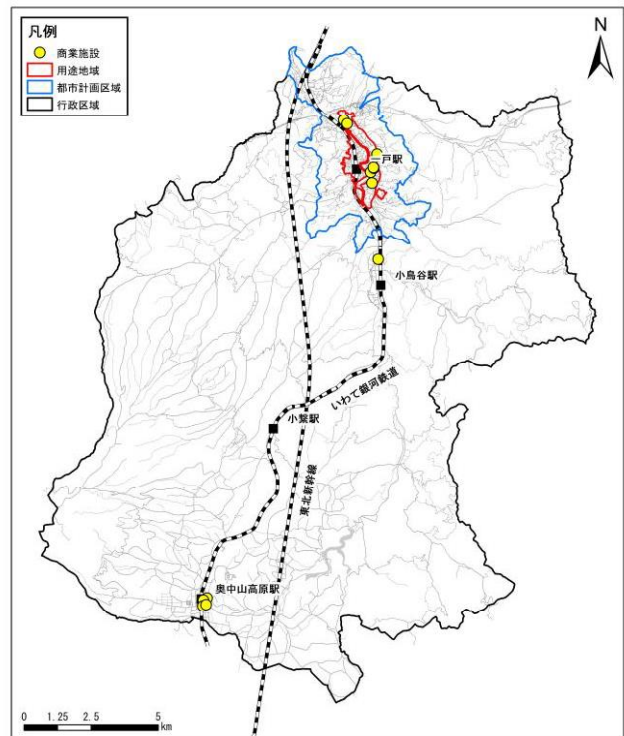 凡例
商業施設
用途地域
都市計画区域
行政区域
N
一戸駅
小鳥谷駅
いわて銀河鉄道
小繋駅
東北新幹線
奥中山高原駅
0 1.25 2.5 5
km